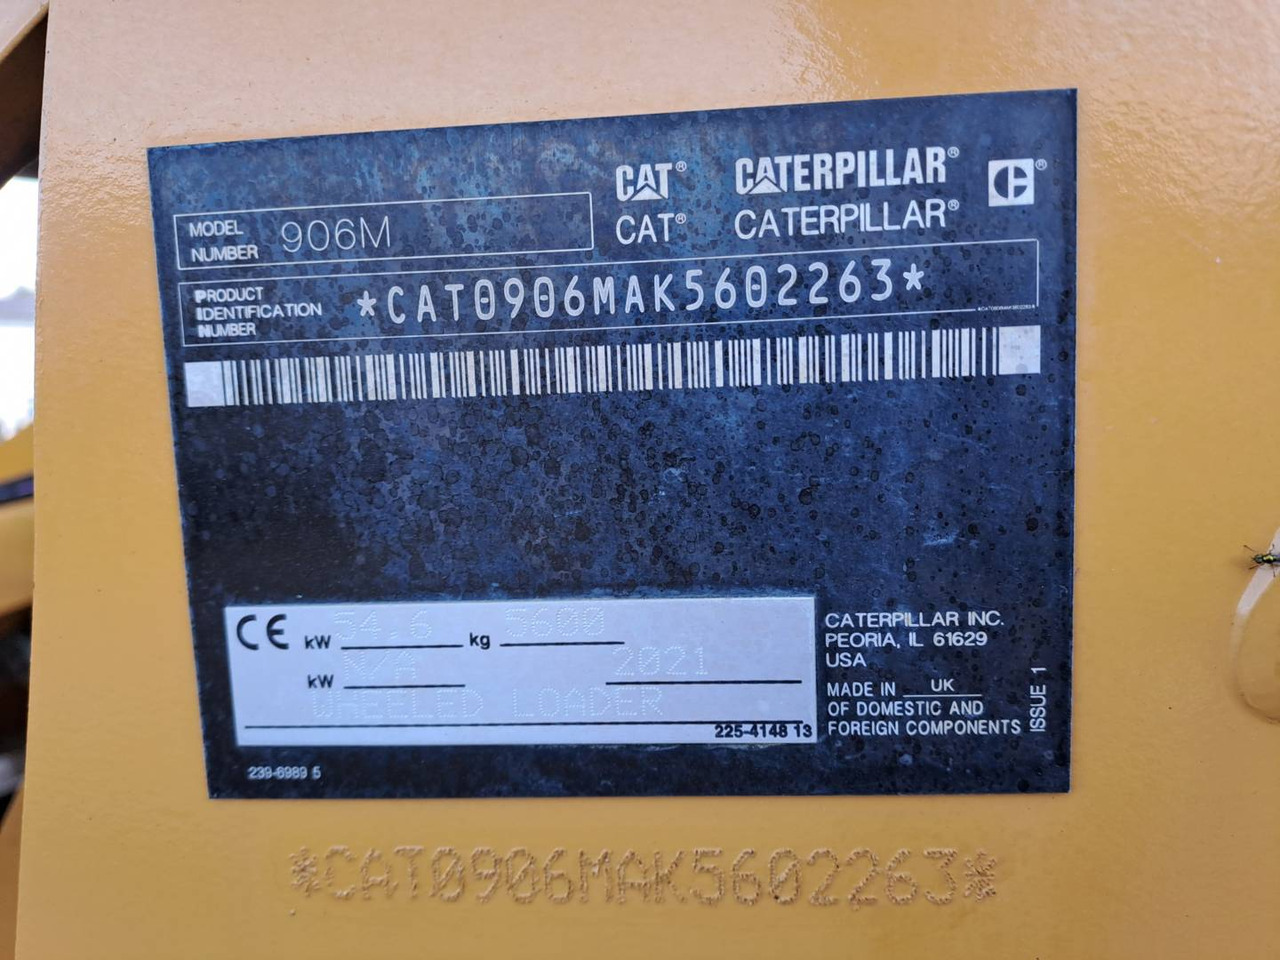 CAT® CATERPILLAR®
CAT® CATERPILLAR®
MODEL NUMBER 906M
PRODUCT IDENTIFICATION NUMBER *CAT0906MAK5602263*
CE kW 54.6 kg 5600
kW N/A 2021
WHEELED LOADER
225-4148 13
CATERPILLAR INC.
PEORIA, IL 61629
USA
MADE IN UK
OF DOMESTIC AND
FOREIGN COMPONENTS
ISSUE 1
239-6989 5
*CAT0906MAK5602263*